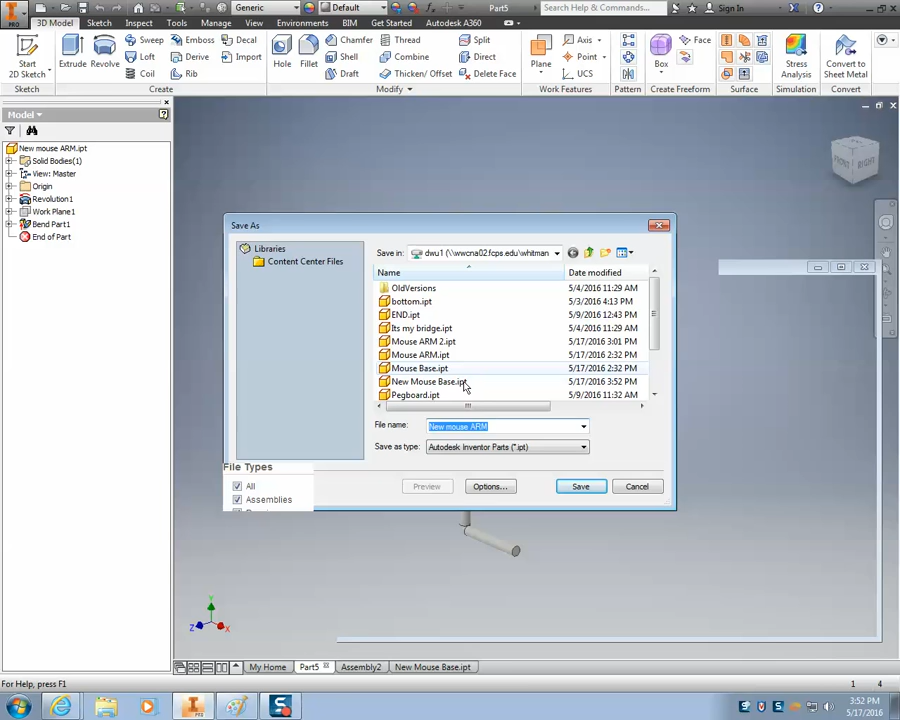 Generic
Default
Part5
Search Help & Commands...
Sign In
PRO
3D Model
Sketch
Inspect
Tools
Manage
View
Environments
BIM
Get Started
Autodesk A360
Start
2D Sketch
Extrude
Revolve
Sweep
Emboss
Decal
Loft
Derive
Import
Coil
Rib
Hole
Fillet
Chamfer
Thread
Split
Shell
Combine
Direct
Draft
Thicken/ Offset
Delete Face
Plane
Axis
Point
UCS
Box
Face
Stress
Analysis
Convert to
Sheet Metal
Sketch
Create
Modify
Work Features
Pattern
Create Freeform
Surface
Simulation
Convert
Model
New mouse ARM.ipt
Solid Bodies(1)
View: Master
Origin
Revolution1
Work Plane1
Bend Part1
End of Part
FRONT
RIGHT
Save As
Libraries
Content Center Files
Save in:
dwu1 (\\wwcna02.fcps.edu\whitman
Name
Date modified
OldVersions
5/4/2016 11:29 AM
bottom.ipt
5/3/2016 4:13 PM
END.ipt
5/9/2016 12:43 PM
Its my bridge.ipt
5/4/2016 11:29 AM
Mouse ARM 2.ipt
5/17/2016 3:01 PM
Mouse ARM.ipt
5/17/2016 2:32 PM
Mouse Base.ipt
5/17/2016 2:32 PM
New Mouse Base.ipt
5/17/2016 3:52 PM
Pegboard.ipt
5/9/2016 11:32 AM
File name:
New mouse ARM
Save as type:
Autodesk Inventor Parts (*.ipt)
File Types
All
Assemblies
Preview
Options...
Save
Cancel
Y
Z
X
My Home
Part5
Assembly2
New Mouse Base.ipt
For Help, press F1
1
4
PRO
3:52 PM
5/17/2016